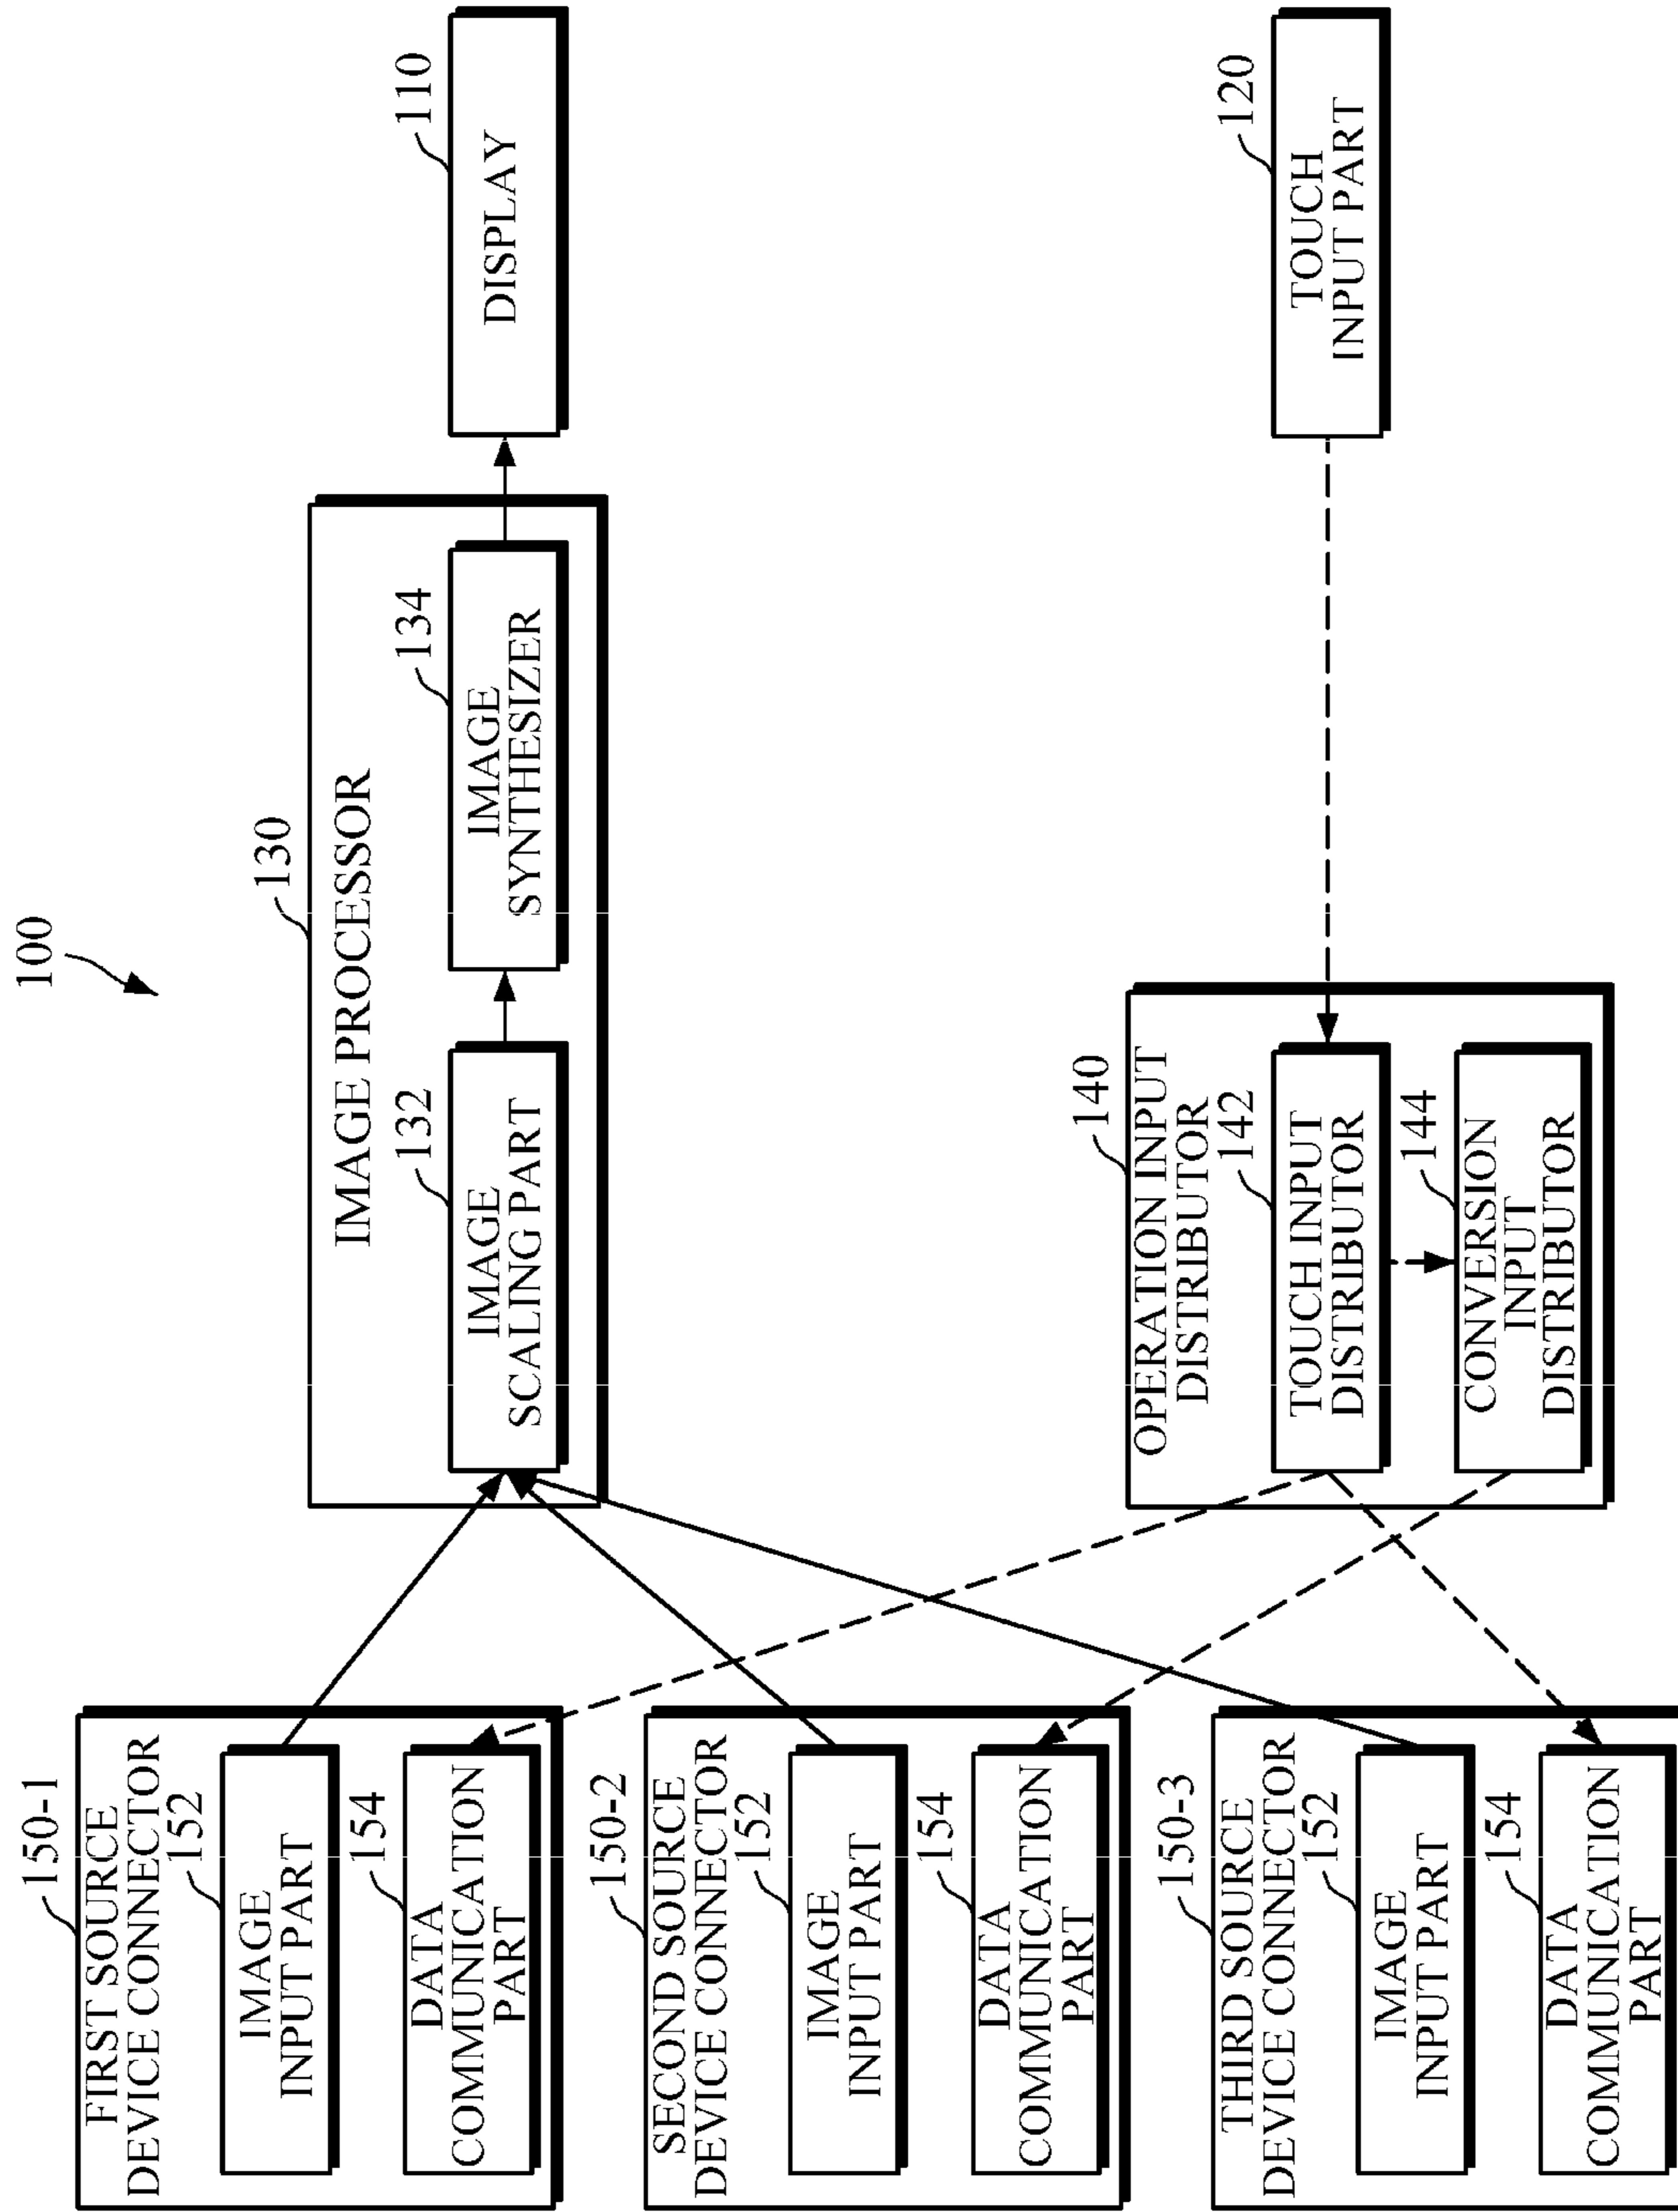 100
150-1
FIRST SOURCE
DEVICE CONNECTOR
152
IMAGE
INPUT PART
154
DATA
COMMUNICATION
PART
150-2
SECOND SOURCE
DEVICE CONNECTOR
152
IMAGE
INPUT PART
154
DATA
COMMUNICATION
PART
150-3
THIRD SOURCE
DEVICE CONNECTOR
152
IMAGE
INPUT PART
154
DATA
COMMUNICATION
PART
130
IMAGE PROCESSOR
132
IMAGE
SCALING PART
134
IMAGE
SYNTHESIZER
140
OPERATION INPUT
DISTRIBUTOR
142
TOUCH INPUT
DISTRIBUTOR
144
CONVERSION
INPUT
DISTRIBUTOR
110
DISPLAY
120
TOUCH
INPUT PART